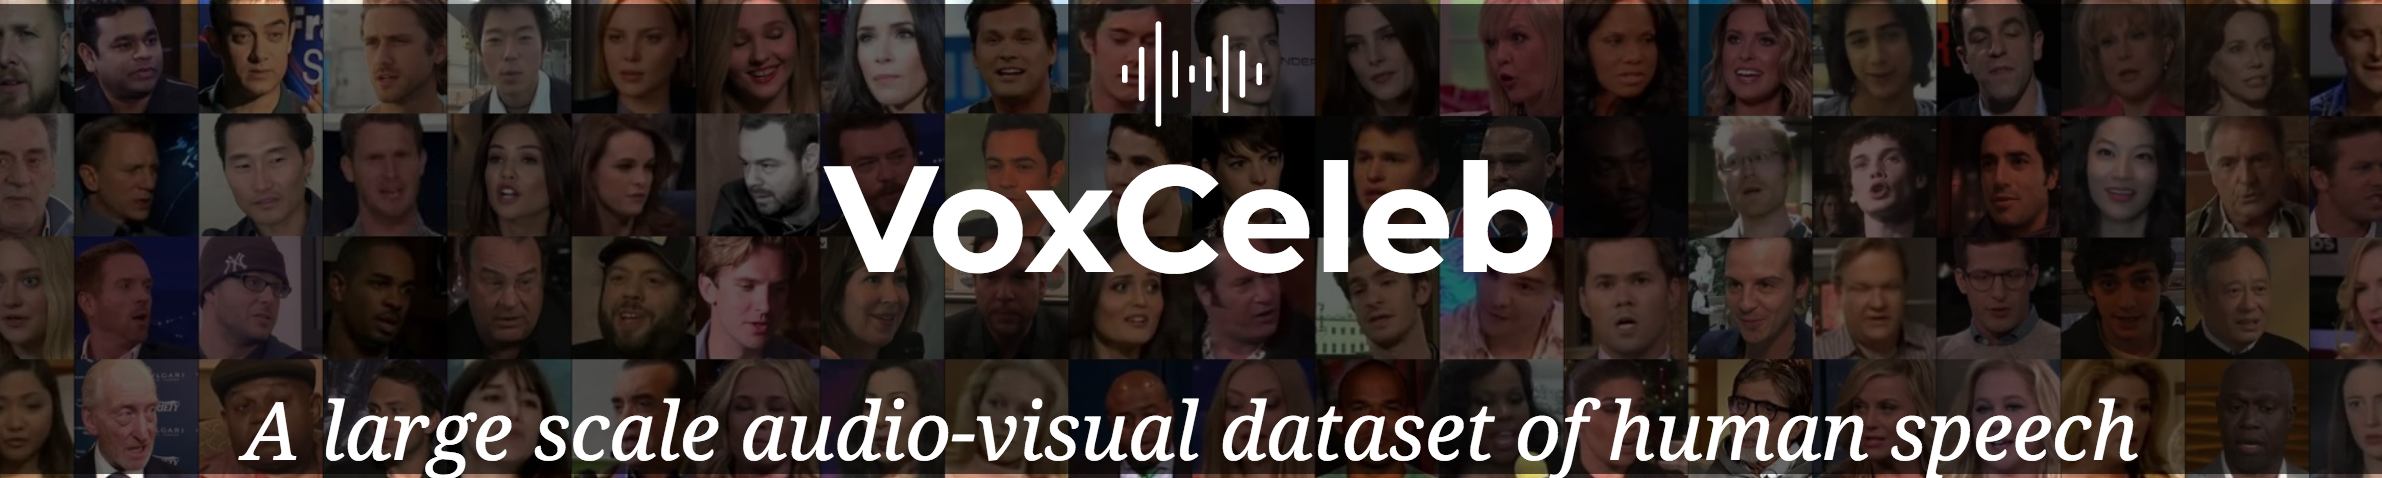 VoxCeleb
A large scale audio-visual dataset of human speech